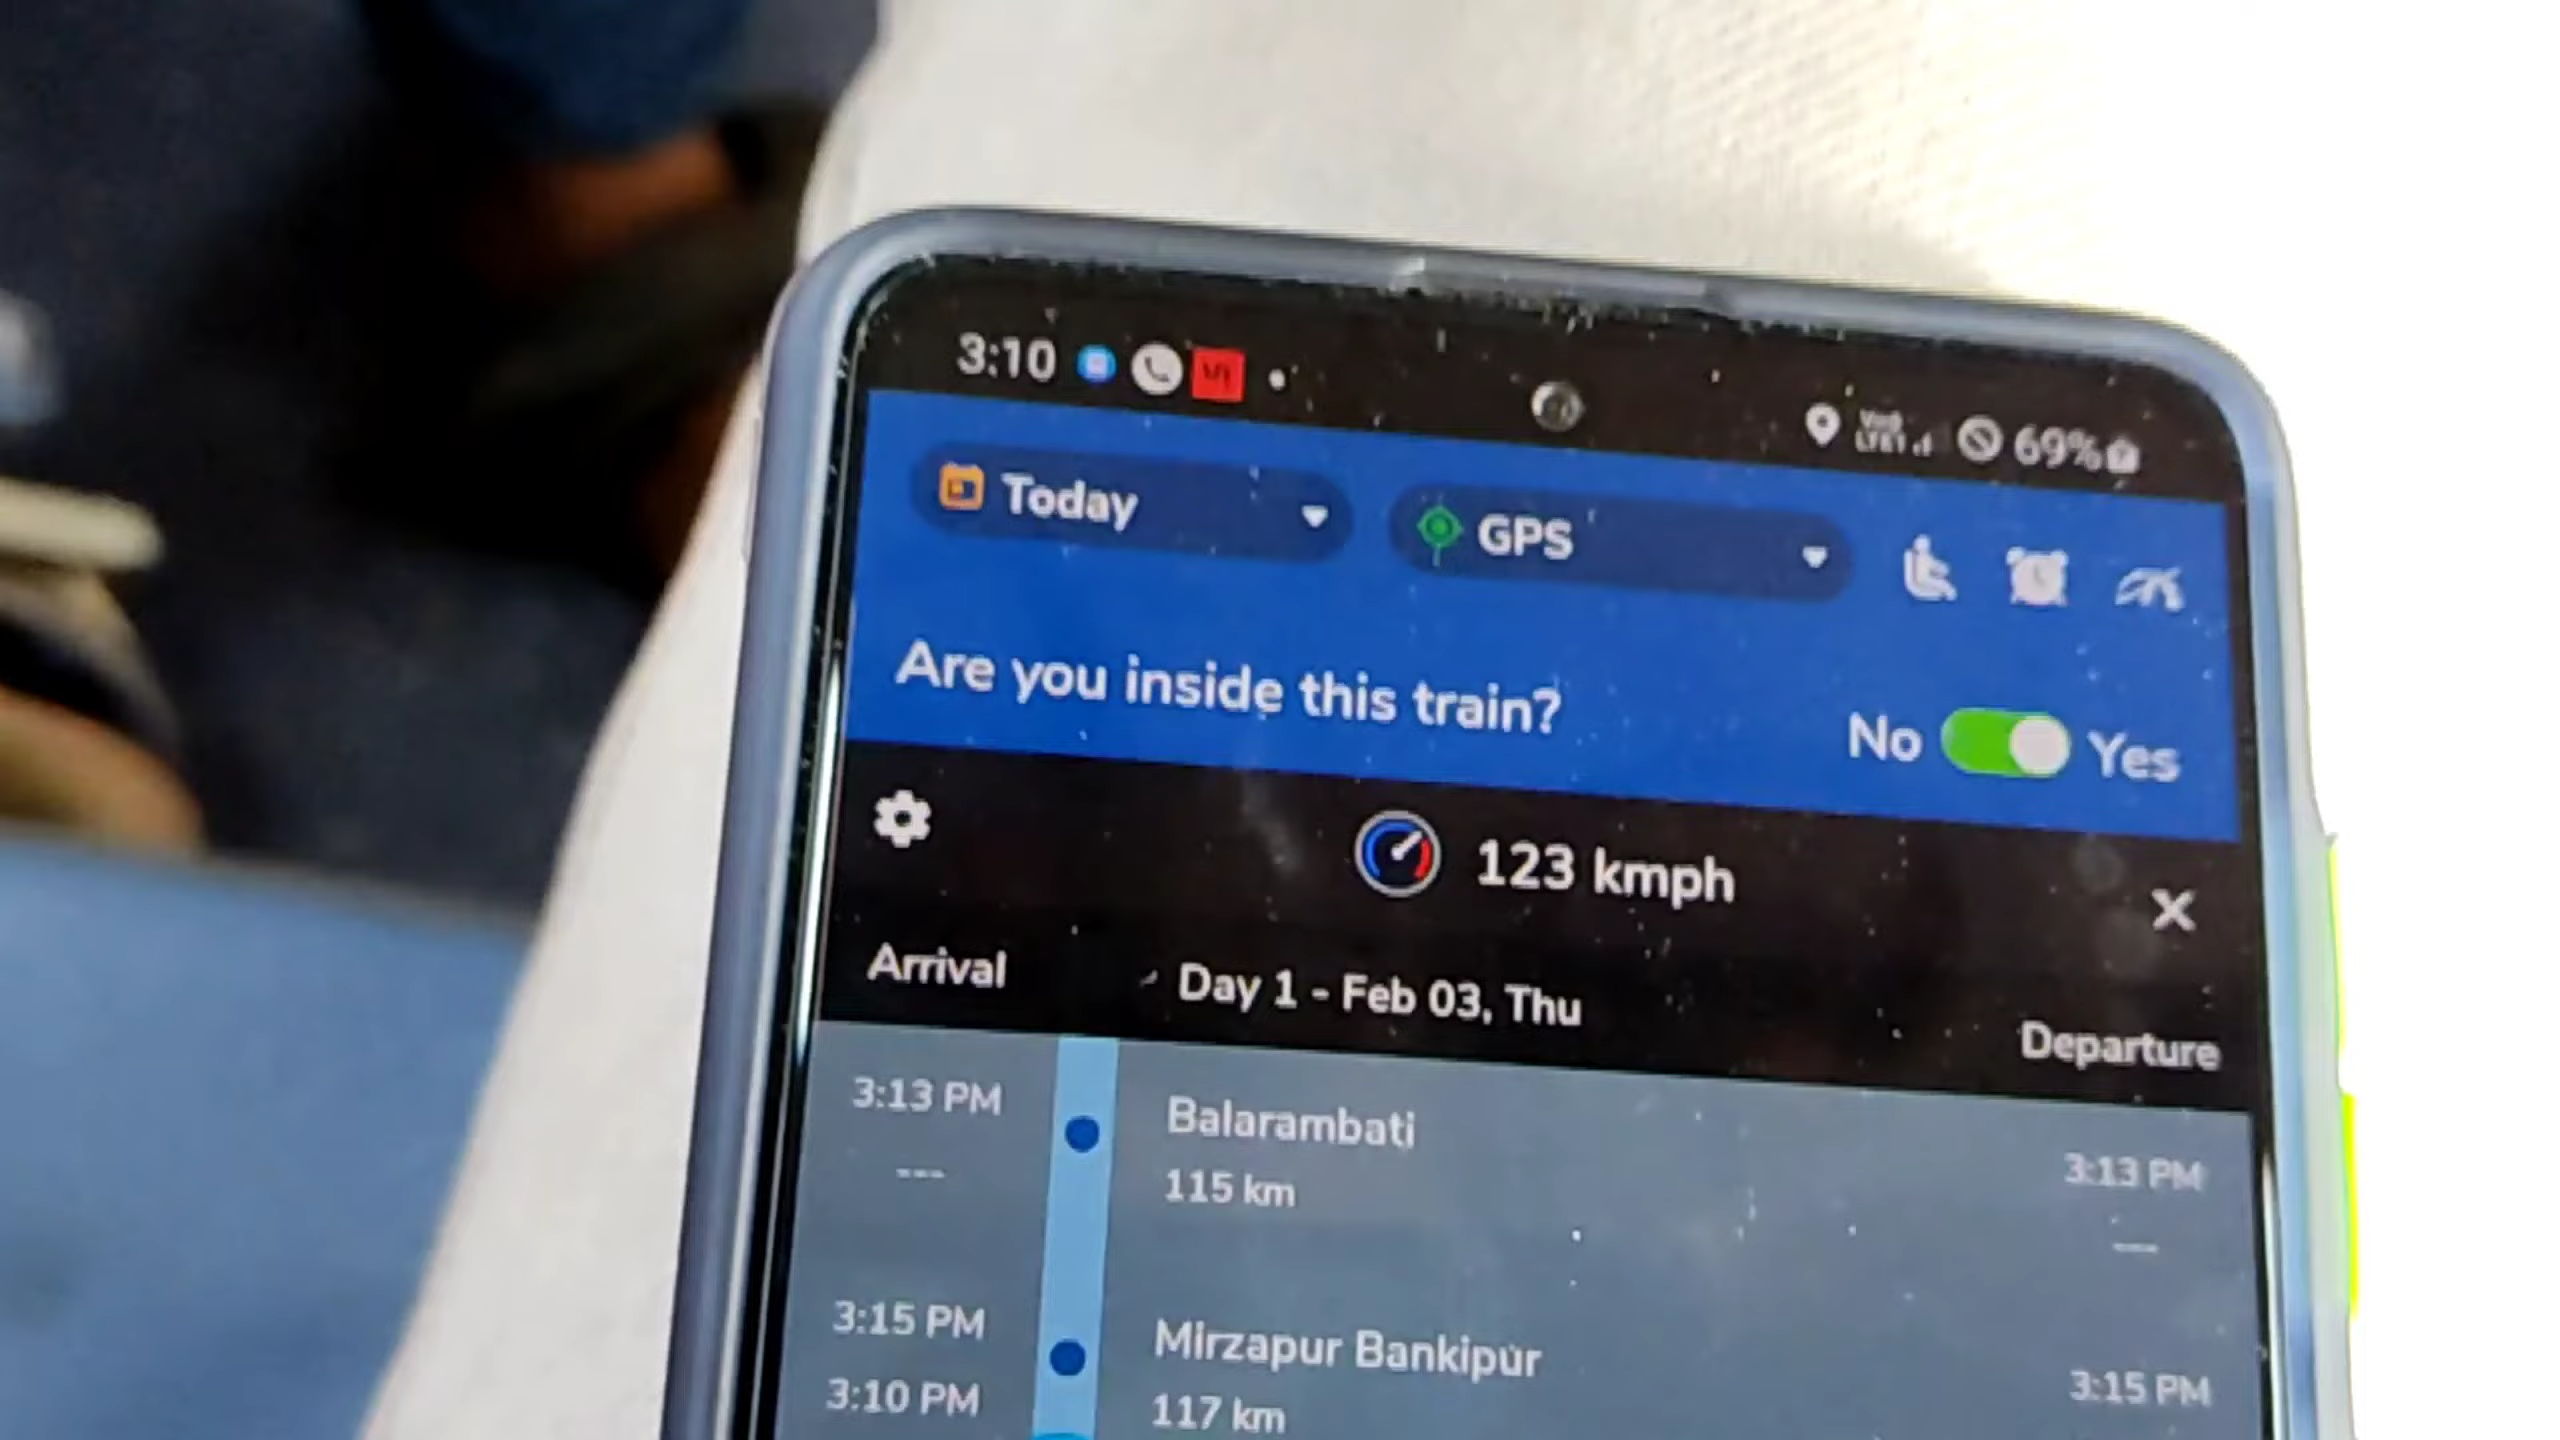 3:10
69%
Today
GPS
Are you inside this train?
No Yes
123 kmph
Arrival Day 1 - Feb 03, Thu Departure
3:13 PM Balarambati 3:13 PM
--- 115 km ---
3:15 PM Mirzapur Bankipur 3:15 PM
3:10 PM 117 km